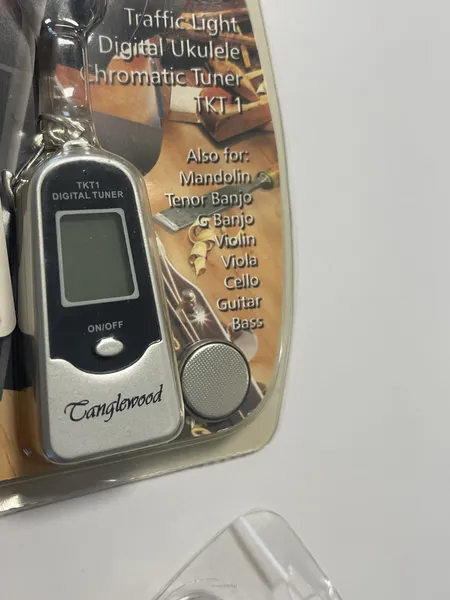 Traffic Light
Digital Ukulele
Chromatic Tuner
TKT 1
Also for:
Mandolin
Tenor Banjo
G Banjo
Violin
Viola
Cello
Guitar
Bass
TKT1
DIGITAL TUNER
ON/OFF
Tanglewood